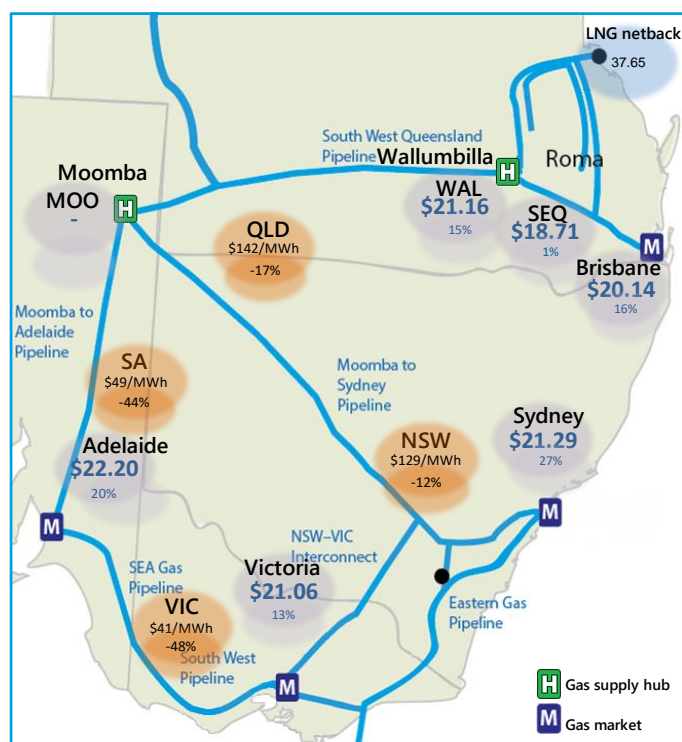 LNG netback
37.65
South West Queensland
Pipeline
Wallumbilla
H
Roma
Moomba
MOO
-
H
WAL
$21.16
15%
SEQ
$18.71
1%
M
QLD
$142/MWh
-17%
Brisbane
$20.14
16%
Moomba to
Adelaide
Pipeline
SA
$49/MWh
-44%
Moomba to
Sydney
Pipeline
Adelaide
$22.20
20%
NSW
$129/MWh
-12%
Sydney
$21.29
27%
M
M
NSW–VIC
Interconnect
SEA Gas
Pipeline
Victoria
$21.06
13%
Eastern Gas
Pipeline
VIC
$41/MWh
-48%
South West
Pipeline
M
H Gas supply hub
M Gas market